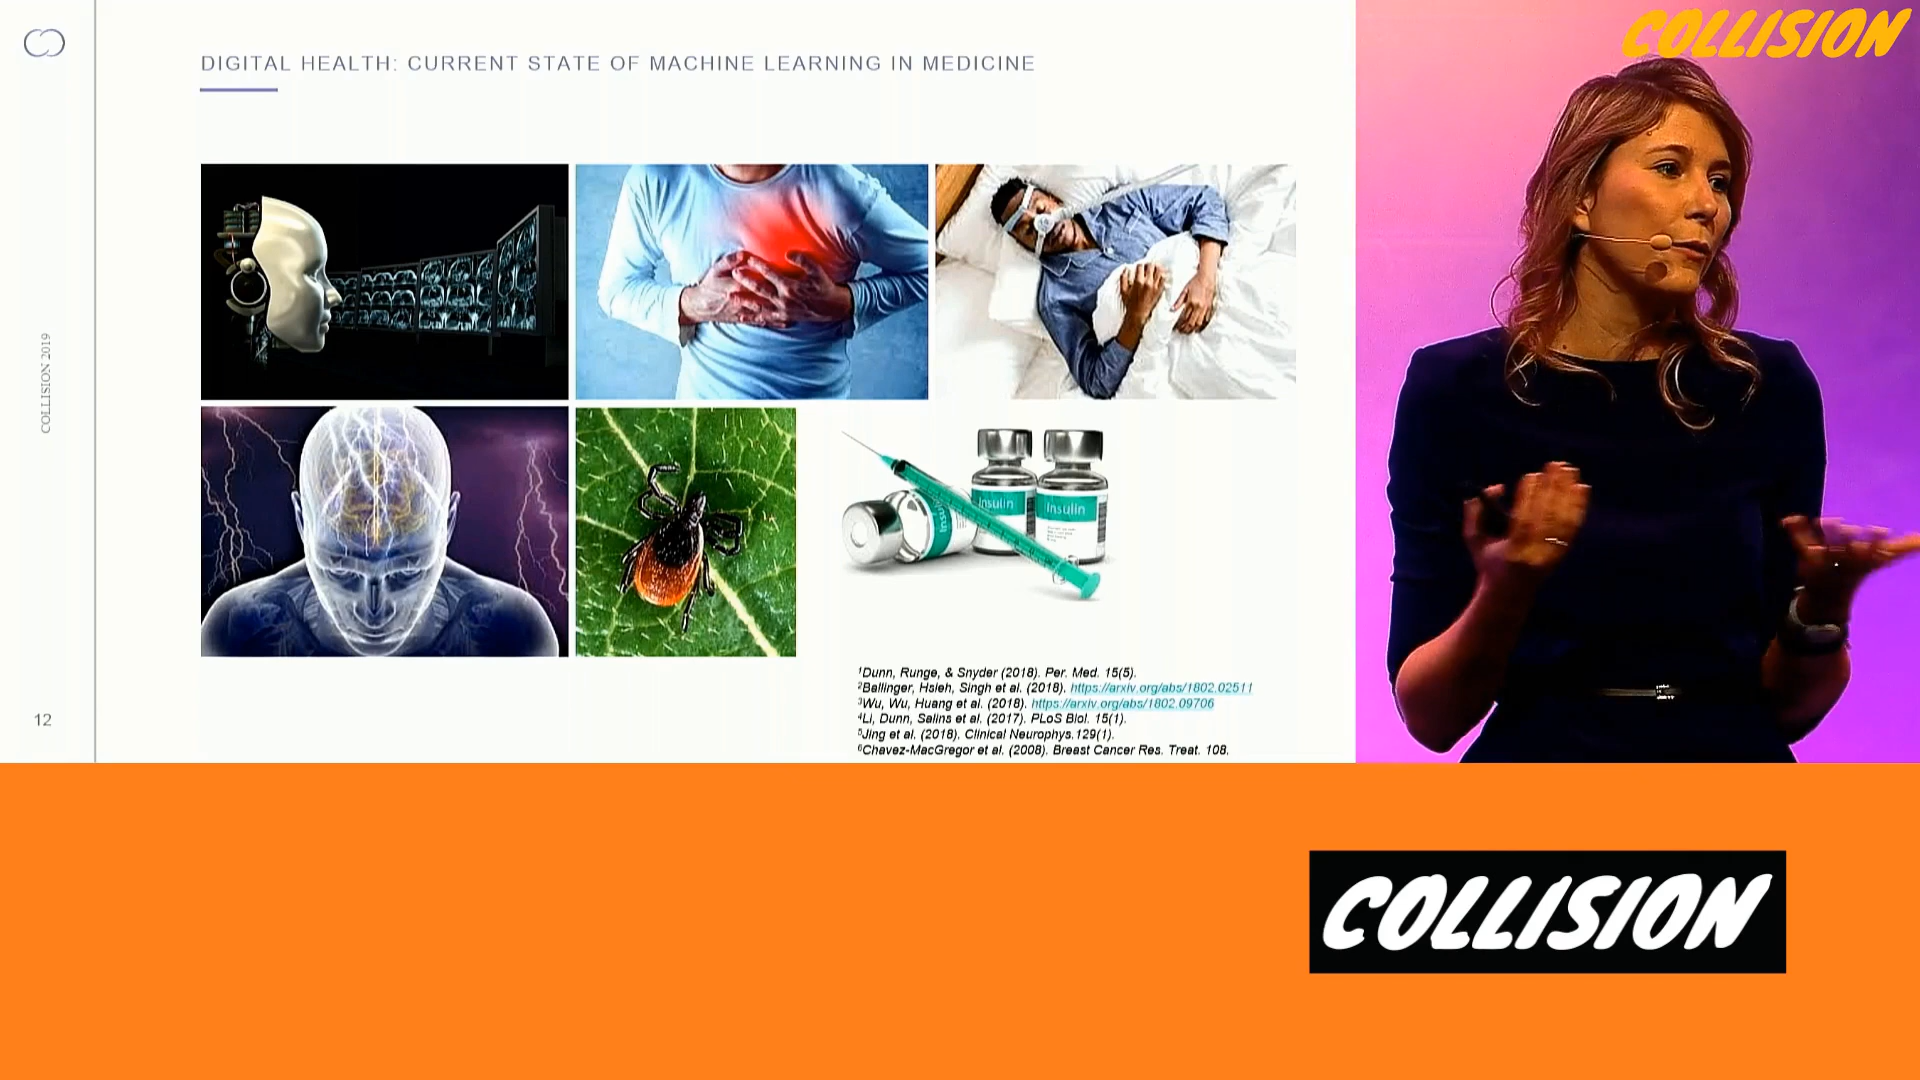 COLLISION
DIGITAL HEALTH: CURRENT STATE OF MACHINE LEARNING IN MEDICINE
COLLISION 2019
Insulin
Insulin
Insulin
¹Dunn, Runge, & Snyder (2018). Per. Med. 15(5).
²Ballinger, Hsieh, Singh et al. (2018). https://arxiv.org/abs/1802.02511
³Wu, Wu, Huang et al. (2018). https://arxiv.org/abs/1802.09706
⁴Li, Dunn, Salins et al. (2017). PLoS Biol. 15(1).
⁵Jing et al. (2018). Clinical Neurophys.129(1).
⁶Chavez-MacGregor et al. (2008). Breast Cancer Res. Treat. 108.
12
COLLISION